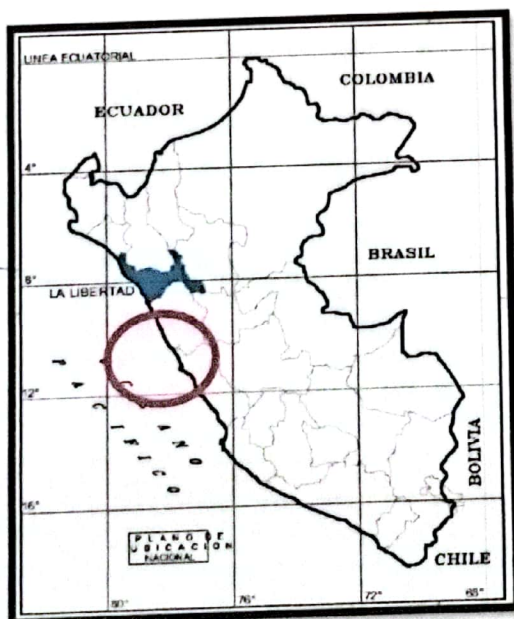 LINEA ECUATORIAL
COLOMBIA
ECUADOR
4°
BRASIL
8°
LA LIBERTAD
12°
PACIFICO
BOLIVIA
16°
PLANO DE
UBICACION
NACIONAL
CHILE
80°
76°
72°
68°